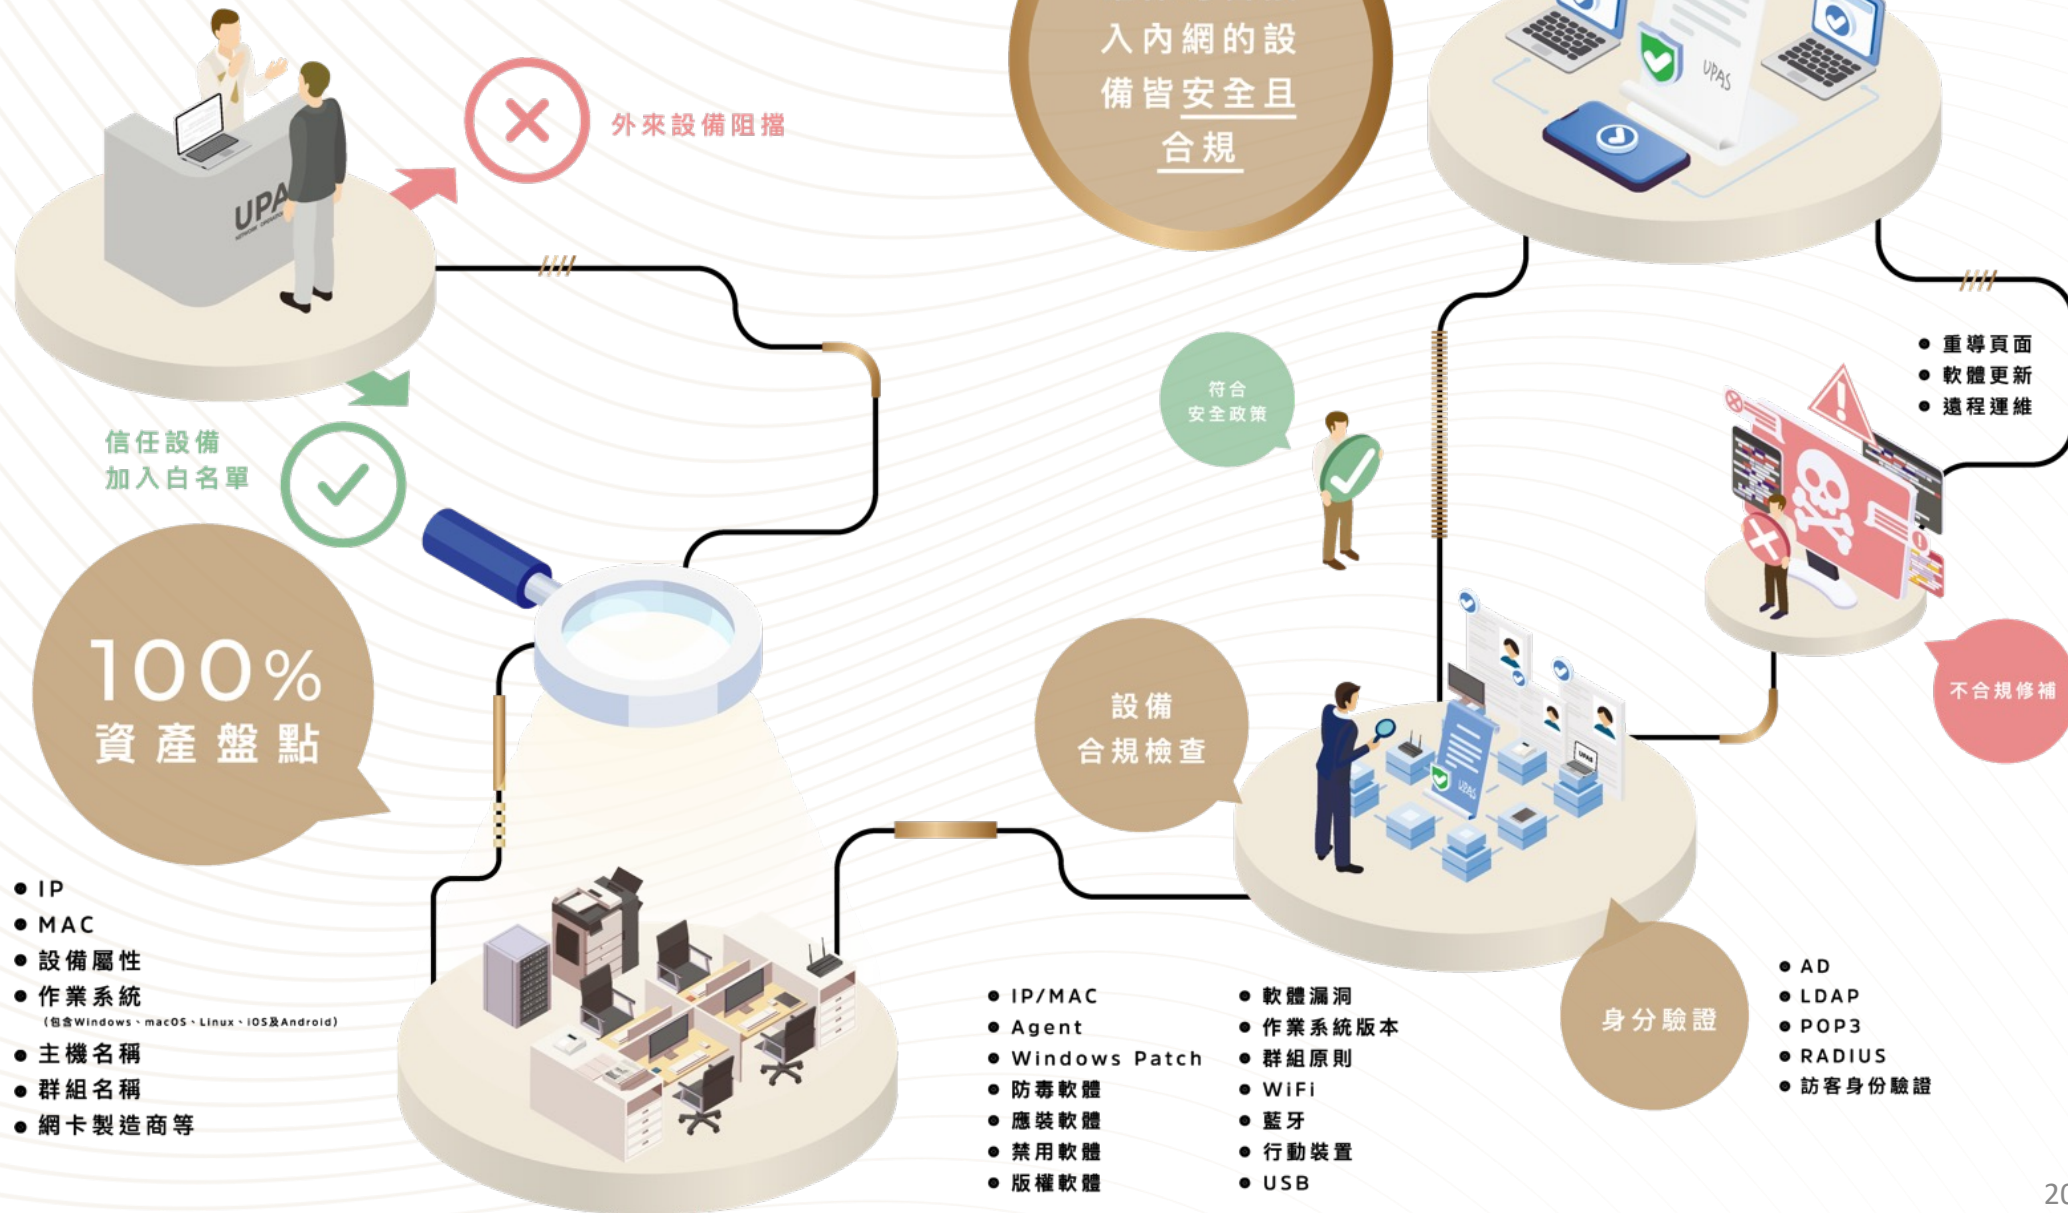 入內網的設
備皆安全且
合規
UPAS
外來設備阻擋
UPA
信任設備
加入白名單
符合
安全政策
重導頁面
軟體更新
遠程運維
不合規修補
100%
資產盤點
IP
MAC
設備屬性
作業系統
(包含Windows、macOS、Linux、iOS及Android)
主機名稱
群組名稱
網卡製造商等
設備
合規檢查
UPAS
UPAS
IP/MAC
Agent
Windows Patch
防毒軟體
應裝軟體
禁用軟體
版權軟體
軟體漏洞
作業系統版本
群組原則
WiFi
藍牙
行動裝置
USB
身分驗證
AD
LDAP
POP3
RADIUS
訪客身份驗證
20